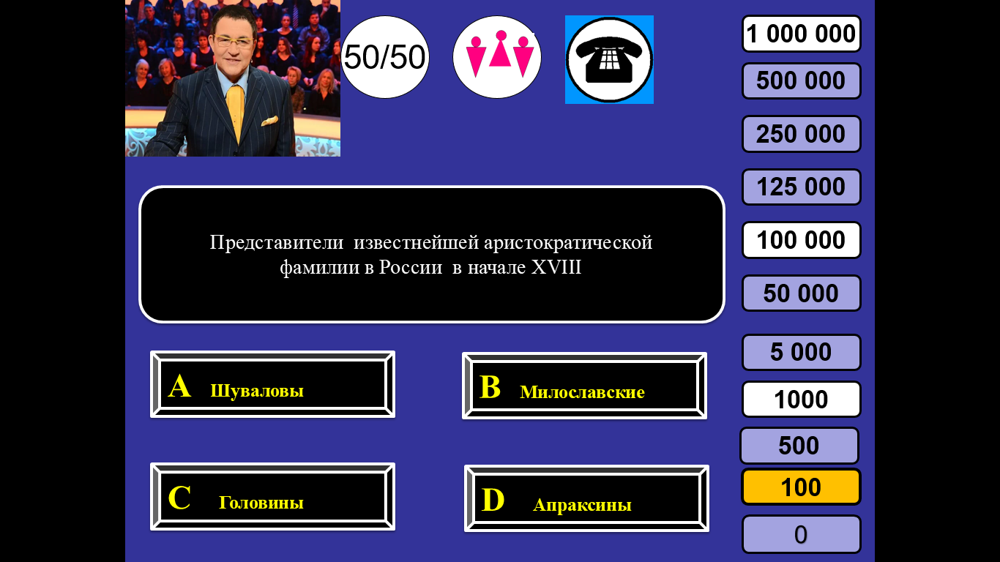 50/50
1 000 000
500 000
250 000
125 000
100 000
50 000
5 000
1000
500
100
0
Представители известнейшей аристократической
фамилии в России в начале XVIII
A Шуваловы
B Милославские
C Головины
D Апраксины